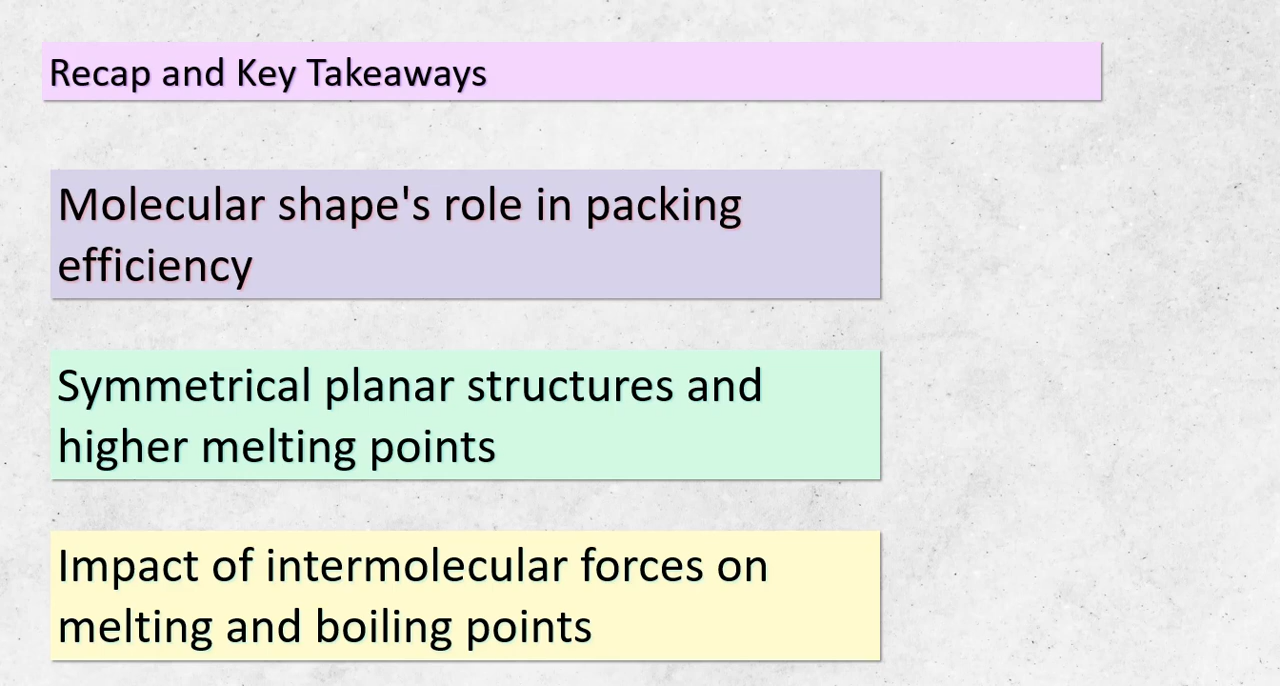 Recap and Key Takeaways
Molecular shape's role in packing
efficiency
Symmetrical planar structures and
higher melting points
Impact of intermolecular forces on
melting and boiling points